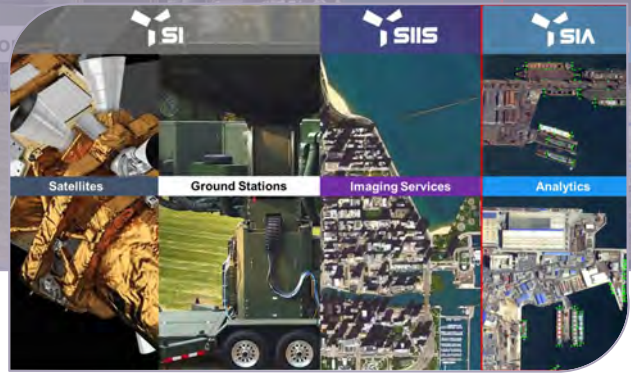 SI
SIIS
SIA
Satellites
Ground Stations
Imaging Services
Analytics